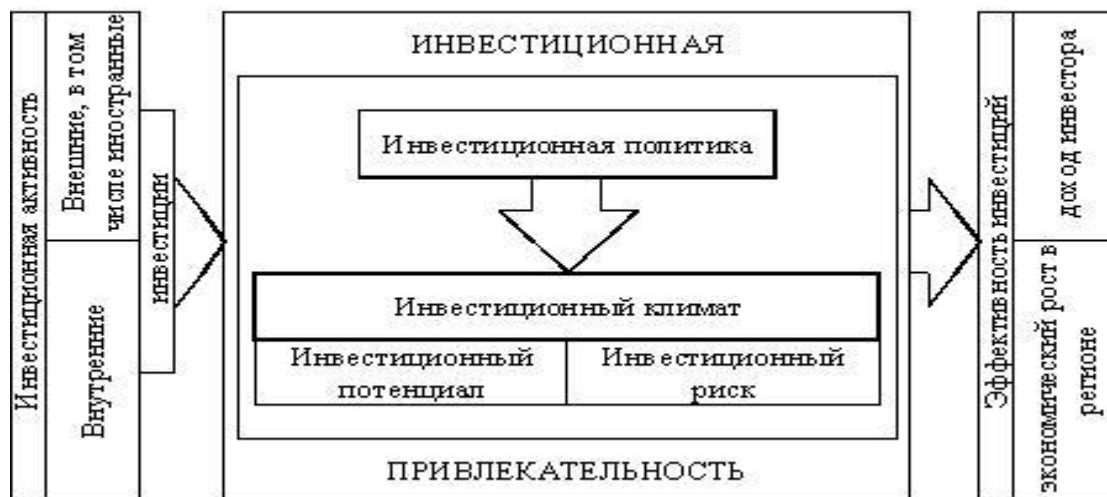 Инвестиционная активность
Внешние, в том
числе иностранные
Внутренние
инвестиции
ИНВЕСТИЦИОННАЯ
Инвестиционная политика
Инвестиционный климат
Инвестиционный
потенциал
Инвестиционный
риск
ПРИВЛЕКАТЕЛЬНОСТЬ
Эффективность инвестиций
доход инвестора
экономический рост в
регионе